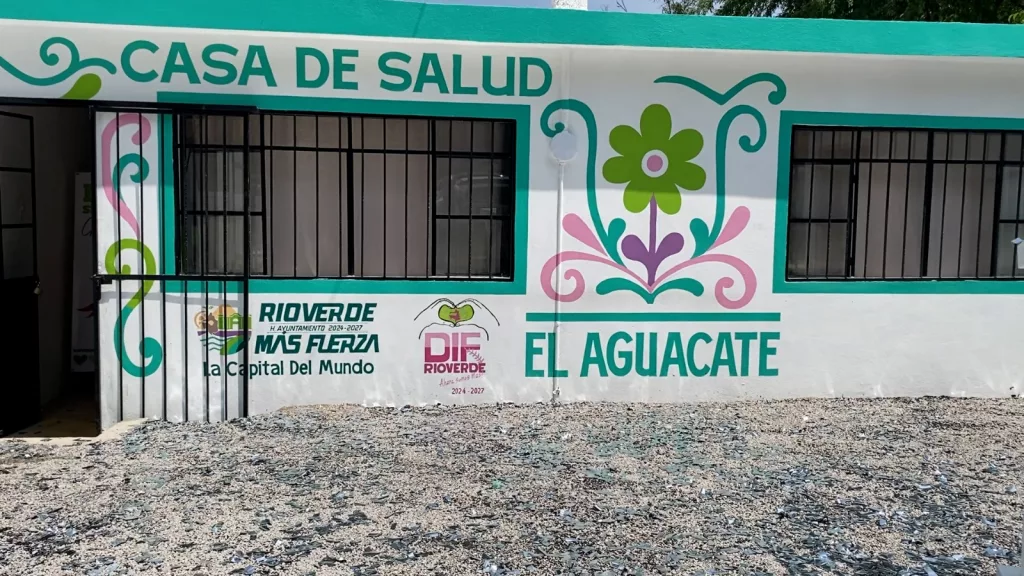 CASA DE SALUD
RIOVERDE
H. AYUNTAMIENTO 2024-2027
MÁS FUERZA
La Capital Del Mundo
DIF
RIOVERDE
2024-2027
EL AGUACATE